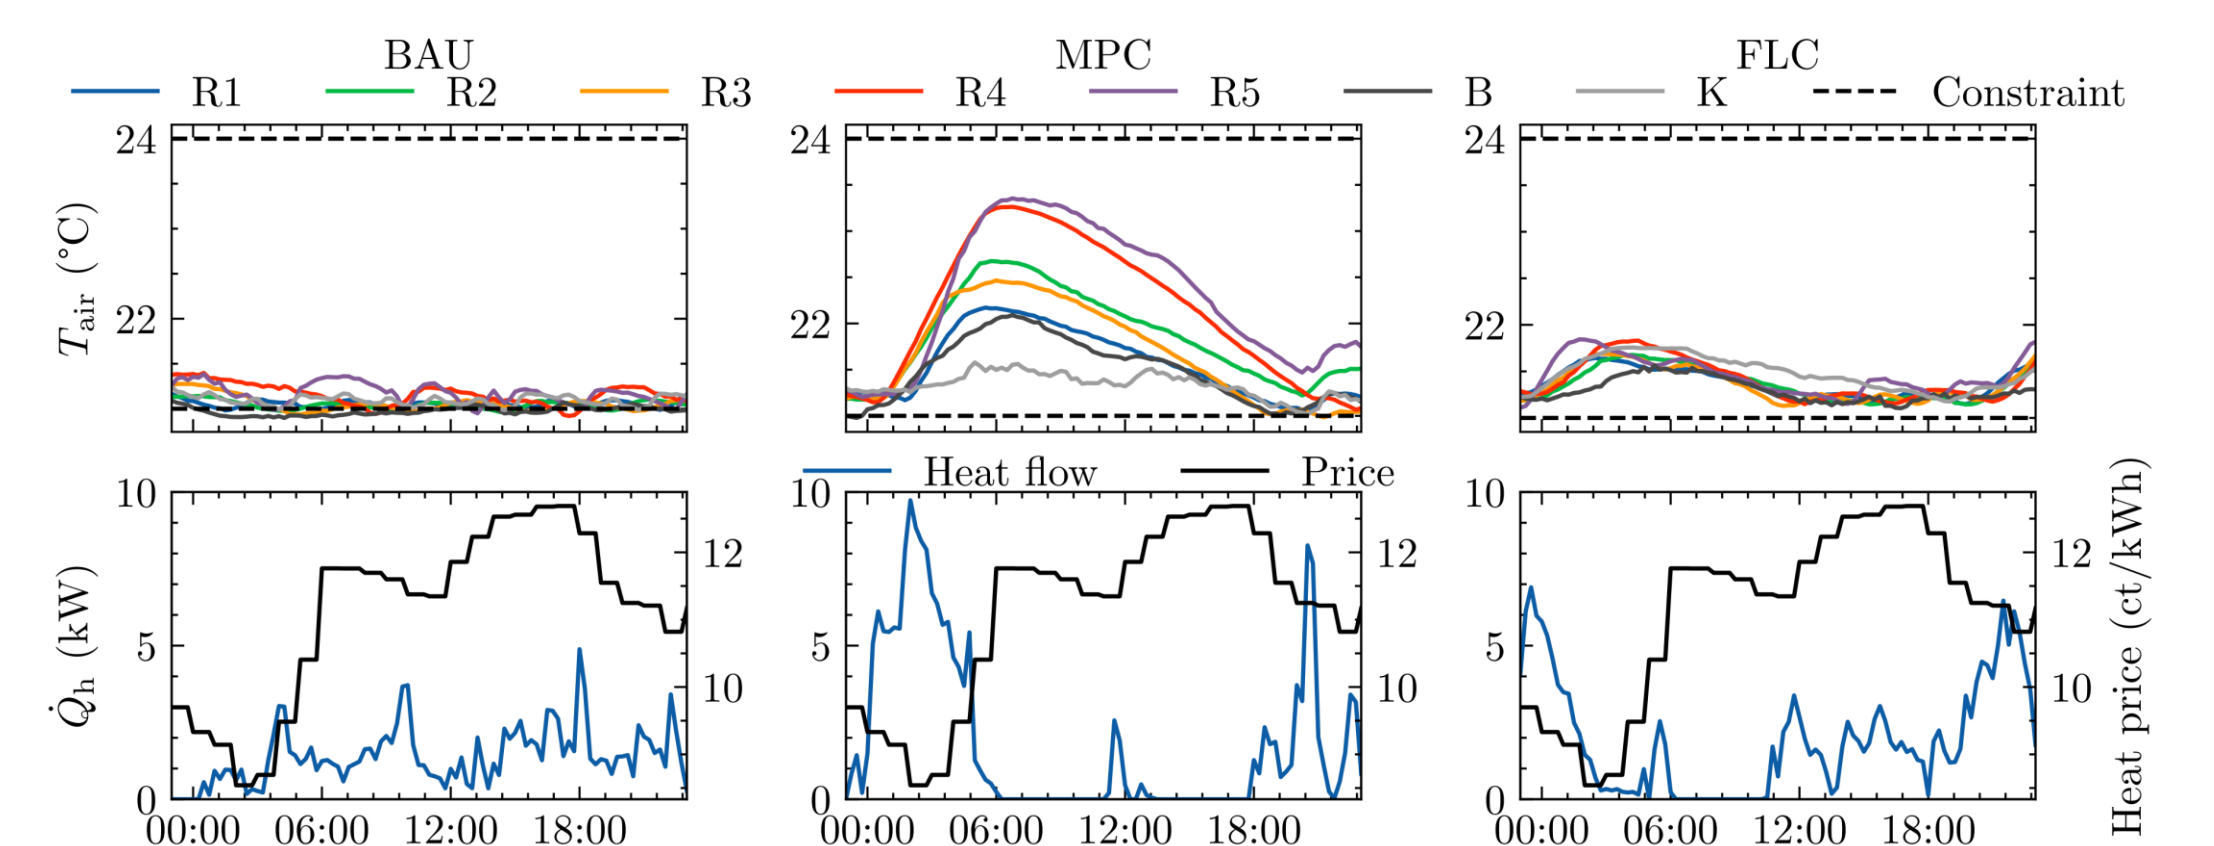 BAU MPC FLC
R1 R2 R3 R4 R5 B K Constraint
24 24 24
22 22 22
T_air (°C)
Heat flow Price
10 10 10
12 12 12
5 5 5
10 10 10
0 0 0
Q̇_h (kW)
Heat price (ct/kWh)
00:00 06:00 12:00 18:00 00:00 06:00 12:00 18:00 00:00 06:00 12:00 18:00